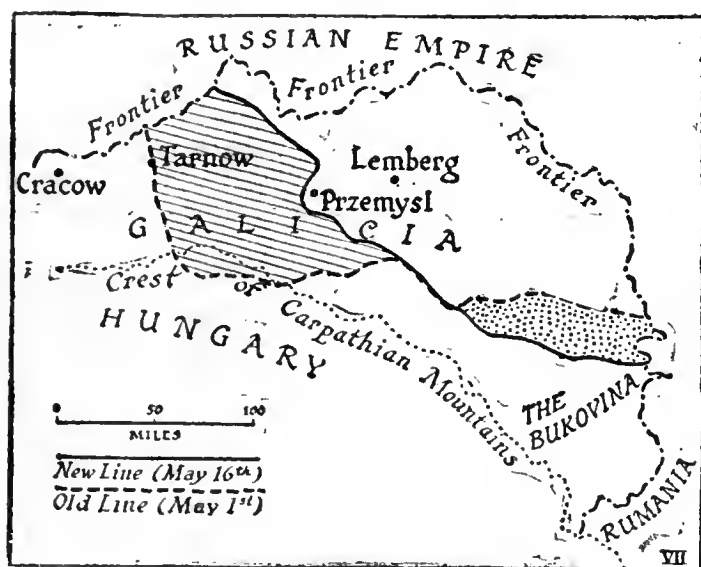 RUSSIAN EMPIRE
Frontier
Frontier
Frontier
Tarnow
Cracow
Lemberg
Przemysl
GALICIA
Crest of Carpathian Mountains
HUNGARY
THE
BUKOVINA
RUMANIA
0 50 100
MILES
New Line (May 16th)
Old Line (May 1st)
VII